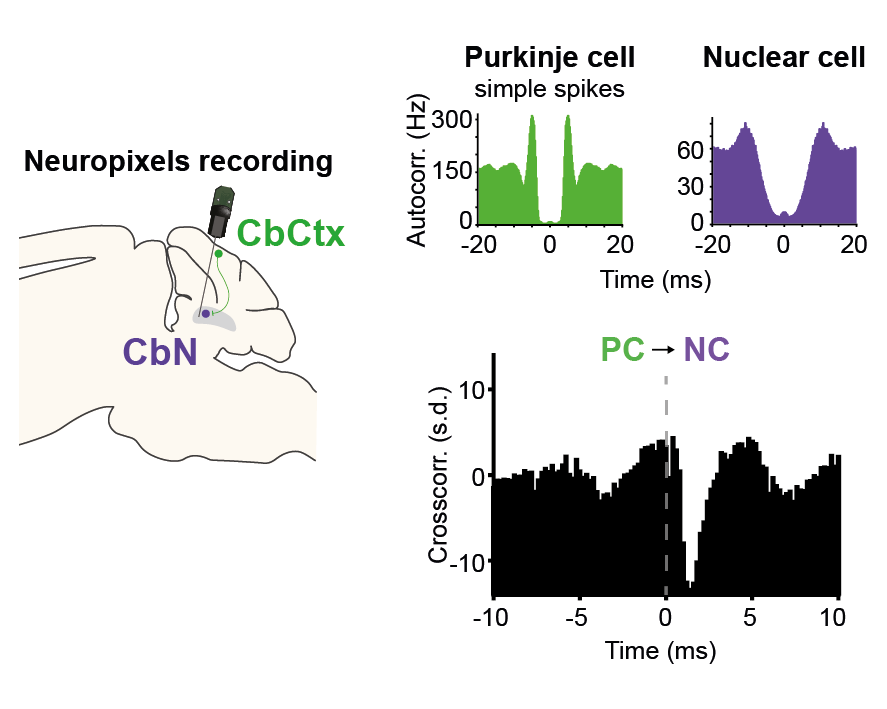 Neuropixels recording
CbCtx
CbN
Purkinje cell
simple spikes
Autocorr. (Hz)
300
150
0
-20 0 20
Nuclear cell
60
30
0
-20 0 20
Time (ms)
PC → NC
Crosscorr. (s.d.)
10
0
-10
-10 -5 0 5 10
Time (ms)